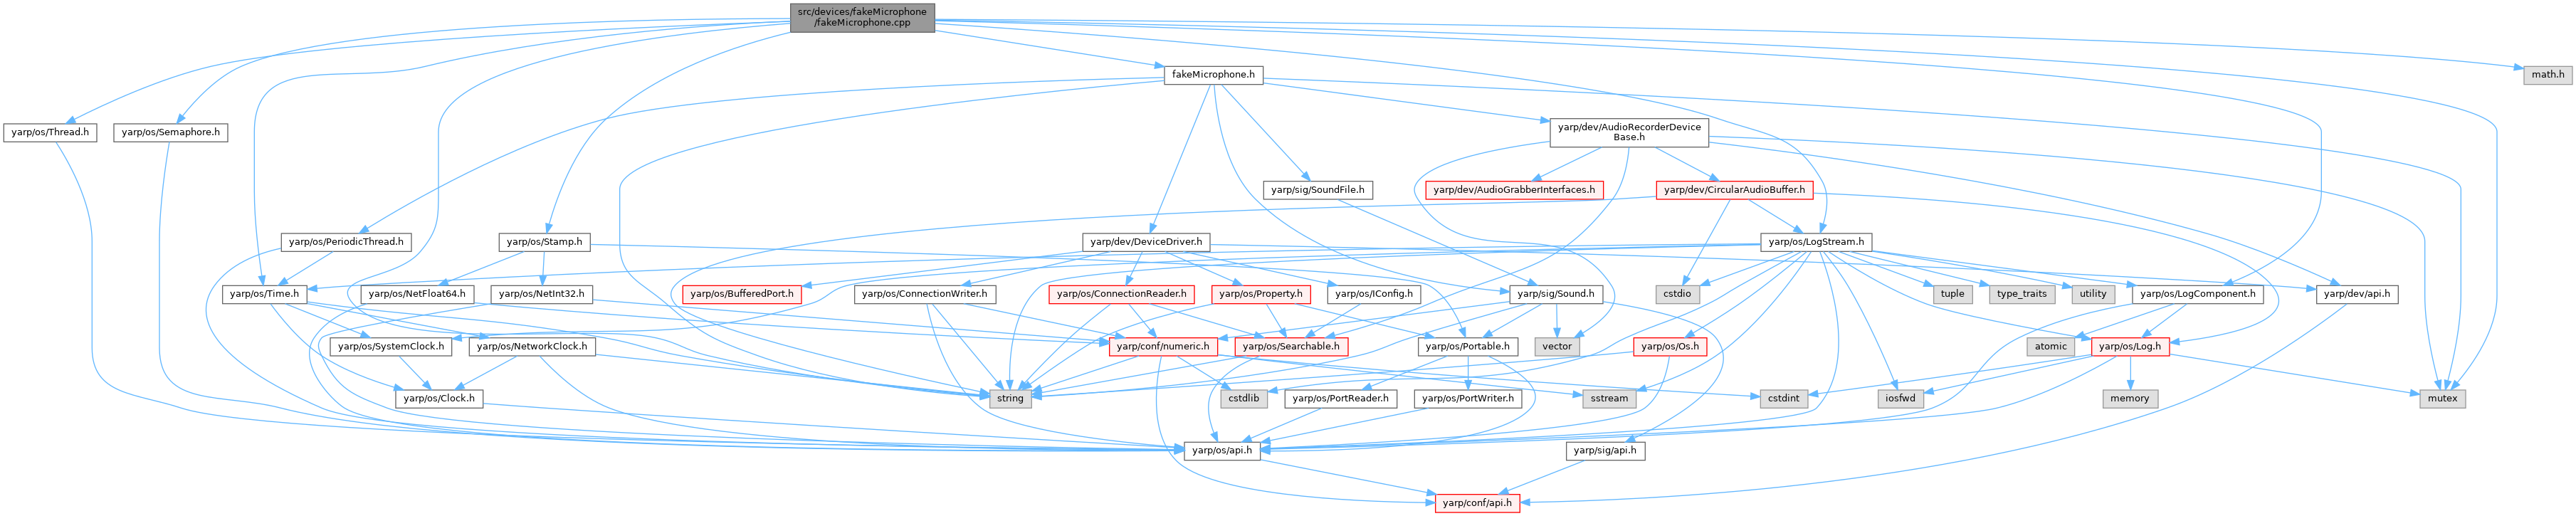 src/devices/fakeMicrophone
/fakeMicrophone.cpp
fakeMicrophone.h
math.h
yarp/os/Thread.h
yarp/os/Semaphore.h
yarp/dev/AudioRecorderDevice
Base.h
yarp/sig/SoundFile.h
yarp/dev/AudioGrabberInterfaces.h
yarp/dev/CircularAudioBuffer.h
yarp/os/PeriodicThread.h
yarp/os/Stamp.h
yarp/dev/DeviceDriver.h
yarp/os/LogStream.h
yarp/os/Time.h
yarp/os/NetFloat64.h
yarp/os/NetInt32.h
yarp/os/BufferedPort.h
yarp/os/ConnectionWriter.h
yarp/os/ConnectionReader.h
yarp/os/Property.h
yarp/os/IConfig.h
yarp/sig/Sound.h
cstdio
tuple
type_traits
utility
yarp/os/LogComponent.h
yarp/dev/api.h
yarp/os/SystemClock.h
yarp/os/NetworkClock.h
yarp/conf/numeric.h
yarp/os/Searchable.h
yarp/os/Portable.h
vector
yarp/os/Os.h
atomic
yarp/os/Log.h
yarp/os/Clock.h
string
cstdlib
yarp/os/PortReader.h
yarp/os/PortWriter.h
sstream
cstdint
iosfwd
memory
mutex
yarp/os/api.h
yarp/sig/api.h
yarp/conf/api.h